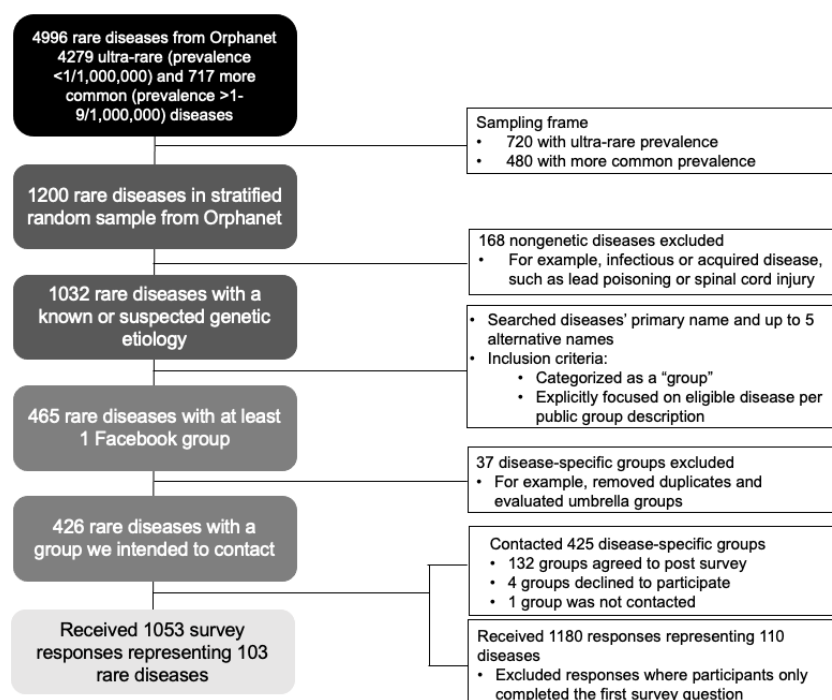 4996 rare diseases from Orphanet
4279 ultra-rare (prevalence
<1/1,000,000) and 717 more
common (prevalence >1-
9/1,000,000) diseases
Sampling frame
• 720 with ultra-rare prevalence
• 480 with more common prevalence
1200 rare diseases in stratified
random sample from Orphanet
168 nongenetic diseases excluded
• For example, infectious or acquired disease,
such as lead poisoning or spinal cord injury
1032 rare diseases with a
known or suspected genetic
etiology
• Searched diseases’ primary name and up to 5
alternative names
• Inclusion criteria:
• Categorized as a “group”
• Explicitly focused on eligible disease per
public group description
465 rare diseases with at least
1 Facebook group
37 disease-specific groups excluded
• For example, removed duplicates and
evaluated umbrella groups
426 rare diseases with a
group we intended to contact
Contacted 425 disease-specific groups
• 132 groups agreed to post survey
• 4 groups declined to participate
• 1 group was not contacted
Received 1053 survey
responses representing 103
rare diseases
Received 1180 responses representing 110
diseases
• Excluded responses where participants only
completed the first survey question